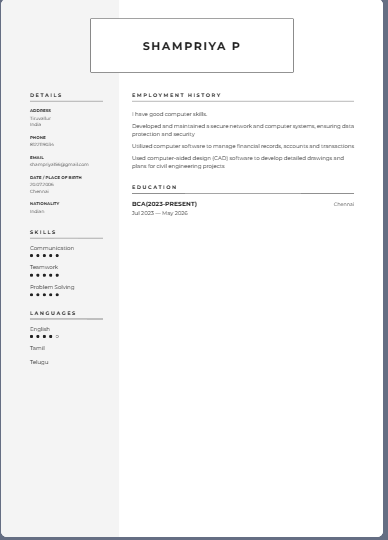 SHAMPRIYA P
DETAILS
ADDRESS
Tiruvallur
India
PHONE
EMAIL
DATE / PLACE OF BIRTH
20/07/2006
Chennai
NATIONALITY
Indian
SKILLS
Communication
Teamwork
Problem Solving
LANGUAGES
English
Tamil
Telugu
EMPLOYMENT HISTORY
I have good computer skills.
Developed and maintained a secure network and computer systems, ensuring data
protection and security
Utilized computer software to manage financial records, accounts and transactions
Used computer-aided design (CAD) software to develop detailed drawings and
plans for civil engineering projects
EDUCATION
BCA(2023-PRESENT)
Chennai
Jul 2023 — May 2026